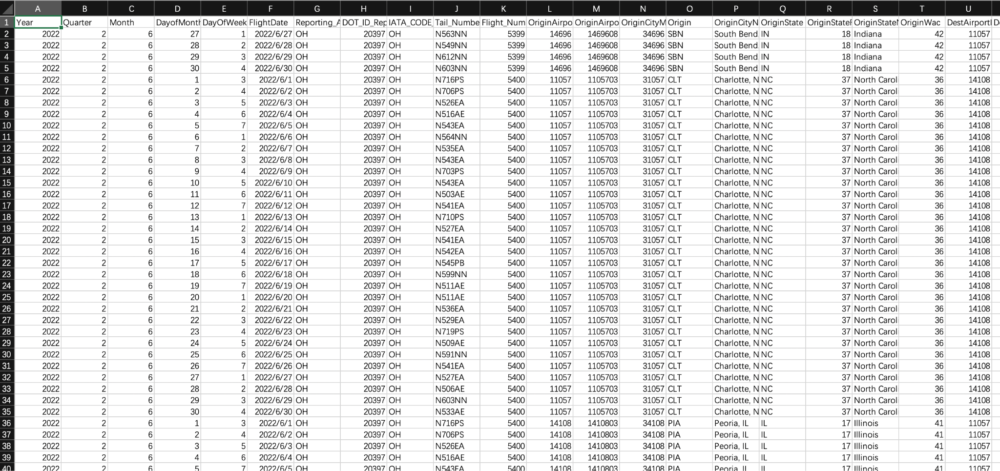 A B C D E F G H I J K L M N O P Q R S T U
1 Year Quarter Month DayofMonth DayOfWeek FlightDate Reporting_A DOT_ID_Rep IATA_CODE_ Tail_Numbe Flight_Num OriginAirpo OriginAirpo OriginCityM Origin OriginCityN OriginState OriginStateF OriginStateN OriginWac DestAirportI De
2 2022 2 6 27 1 2022/6/27 OH 20397 OH N563NN 5399 14696 1469608 34696 SBN South Bend IN 18 Indiana 42 11057
3 2022 2 6 28 2 2022/6/28 OH 20397 OH N549NN 5399 14696 1469608 34696 SBN South Bend IN 18 Indiana 42 11057
4 2022 2 6 29 3 2022/6/29 OH 20397 OH N612NN 5399 14696 1469608 34696 SBN South Bend IN 18 Indiana 42 11057
5 2022 2 6 30 4 2022/6/30 OH 20397 OH N603NN 5399 14696 1469608 34696 SBN South Bend IN 18 Indiana 42 11057
6 2022 2 6 1 3 2022/6/1 OH 20397 OH N716PS 5400 11057 1105703 31057 CLT Charlotte, N NC 37 North Caroli 36 14108
7 2022 2 6 2 4 2022/6/2 OH 20397 OH N706PS 5400 11057 1105703 31057 CLT Charlotte, N NC 37 North Caroli 36 14108
8 2022 2 6 3 5 2022/6/3 OH 20397 OH N526EA 5400 11057 1105703 31057 CLT Charlotte, N NC 37 North Caroli 36 14108
9 2022 2 6 4 6 2022/6/4 OH 20397 OH N516AE 5400 11057 1105703 31057 CLT Charlotte, N NC 37 North Caroli 36 14108
10 2022 2 6 5 7 2022/6/5 OH 20397 OH N543EA 5400 11057 1105703 31057 CLT Charlotte, N NC 37 North Caroli 36 14108
11 2022 2 6 6 1 2022/6/6 OH 20397 OH N564NN 5400 11057 1105703 31057 CLT Charlotte, N NC 37 North Caroli 36 14108
12 2022 2 6 7 2 2022/6/7 OH 20397 OH N535EA 5400 11057 1105703 31057 CLT Charlotte, N NC 37 North Caroli 36 14108
13 2022 2 6 8 3 2022/6/8 OH 20397 OH N543EA 5400 11057 1105703 31057 CLT Charlotte, N NC 37 North Caroli 36 14108
14 2022 2 6 9 4 2022/6/9 OH 20397 OH N703PS 5400 11057 1105703 31057 CLT Charlotte, N NC 37 North Caroli 36 14108
15 2022 2 6 10 5 2022/6/10 OH 20397 OH N543EA 5400 11057 1105703 31057 CLT Charlotte, N NC 37 North Caroli 36 14108
16 2022 2 6 11 6 2022/6/11 OH 20397 OH N503AE 5400 11057 1105703 31057 CLT Charlotte, N NC 37 North Caroli 36 14108
17 2022 2 6 12 7 2022/6/12 OH 20397 OH N541EA 5400 11057 1105703 31057 CLT Charlotte, N NC 37 North Caroli 36 14108
18 2022 2 6 13 1 2022/6/13 OH 20397 OH N710PS 5400 11057 1105703 31057 CLT Charlotte, N NC 37 North Caroli 36 14108
19 2022 2 6 14 2 2022/6/14 OH 20397 OH N527EA 5400 11057 1105703 31057 CLT Charlotte, N NC 37 North Caroli 36 14108
20 2022 2 6 15 3 2022/6/15 OH 20397 OH N541EA 5400 11057 1105703 31057 CLT Charlotte, N NC 37 North Caroli 36 14108
21 2022 2 6 16 4 2022/6/16 OH 20397 OH N542EA 5400 11057 1105703 31057 CLT Charlotte, N NC 37 North Caroli 36 14108
22 2022 2 6 17 5 2022/6/17 OH 20397 OH N545PB 5400 11057 1105703 31057 CLT Charlotte, N NC 37 North Caroli 36 14108
23 2022 2 6 18 6 2022/6/18 OH 20397 OH N599NN 5400 11057 1105703 31057 CLT Charlotte, N NC 37 North Caroli 36 14108
24 2022 2 6 19 7 2022/6/19 OH 20397 OH N511AE 5400 11057 1105703 31057 CLT Charlotte, N NC 37 North Caroli 36 14108
25 2022 2 6 20 1 2022/6/20 OH 20397 OH N511AE 5400 11057 1105703 31057 CLT Charlotte, N NC 37 North Caroli 36 14108
26 2022 2 6 21 2 2022/6/21 OH 20397 OH N536EA 5400 11057 1105703 31057 CLT Charlotte, N NC 37 North Caroli 36 14108
27 2022 2 6 22 3 2022/6/22 OH 20397 OH N529EA 5400 11057 1105703 31057 CLT Charlotte, N NC 37 North Caroli 36 14108
28 2022 2 6 23 4 2022/6/23 OH 20397 OH N719PS 5400 11057 1105703 31057 CLT Charlotte, N NC 37 North Caroli 36 14108
29 2022 2 6 24 5 2022/6/24 OH 20397 OH N509AE 5400 11057 1105703 31057 CLT Charlotte, N NC 37 North Caroli 36 14108
30 2022 2 6 25 6 2022/6/25 OH 20397 OH N591NN 5400 11057 1105703 31057 CLT Charlotte, N NC 37 North Caroli 36 14108
31 2022 2 6 26 7 2022/6/26 OH 20397 OH N541EA 5400 11057 1105703 31057 CLT Charlotte, N NC 37 North Caroli 36 14108
32 2022 2 6 27 1 2022/6/27 OH 20397 OH N527EA 5400 11057 1105703 31057 CLT Charlotte, N NC 37 North Caroli 36 14108
33 2022 2 6 28 2 2022/6/28 OH 20397 OH N506AE 5400 11057 1105703 31057 CLT Charlotte, N NC 37 North Caroli 36 14108
34 2022 2 6 29 3 2022/6/29 OH 20397 OH N603NN 5400 11057 1105703 31057 CLT Charlotte, N NC 37 North Caroli 36 14108
35 2022 2 6 30 4 2022/6/30 OH 20397 OH N533AE 5400 11057 1105703 31057 CLT Charlotte, N NC 37 North Caroli 36 14108
36 2022 2 6 1 3 2022/6/1 OH 20397 OH N716PS 5400 14108 1410803 34108 PIA Peoria, IL IL 17 Illinois 41 11057
37 2022 2 6 2 4 2022/6/2 OH 20397 OH N706PS 5400 14108 1410803 34108 PIA Peoria, IL IL 17 Illinois 41 11057
38 2022 2 6 3 5 2022/6/3 OH 20397 OH N526EA 5400 14108 1410803 34108 PIA Peoria, IL IL 17 Illinois 41 11057
39 2022 2 6 4 6 2022/6/4 OH 20397 OH N516AE 5400 14108 1410803 34108 PIA Peoria, IL IL 17 Illinois 41 11057
40 2022 2 6 5 7 2022/6/5 OH 20397 OH N543EA 5400 14108 1410803 34108 PIA Peoria, IL IL 17 Illinois 41 11057